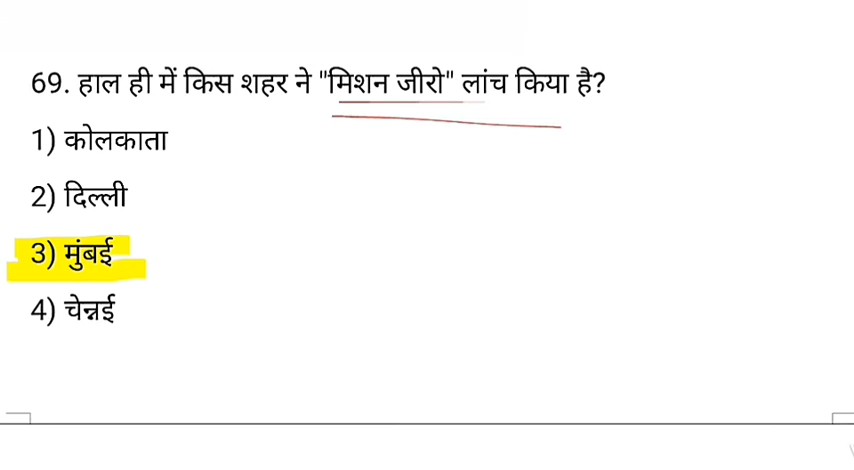 69. हाल ही में किस शहर ने "मिशन जीरो" लांच किया है?
1) कोलकाता
2) दिल्ली
3) मुंबई
4) चेन्नई